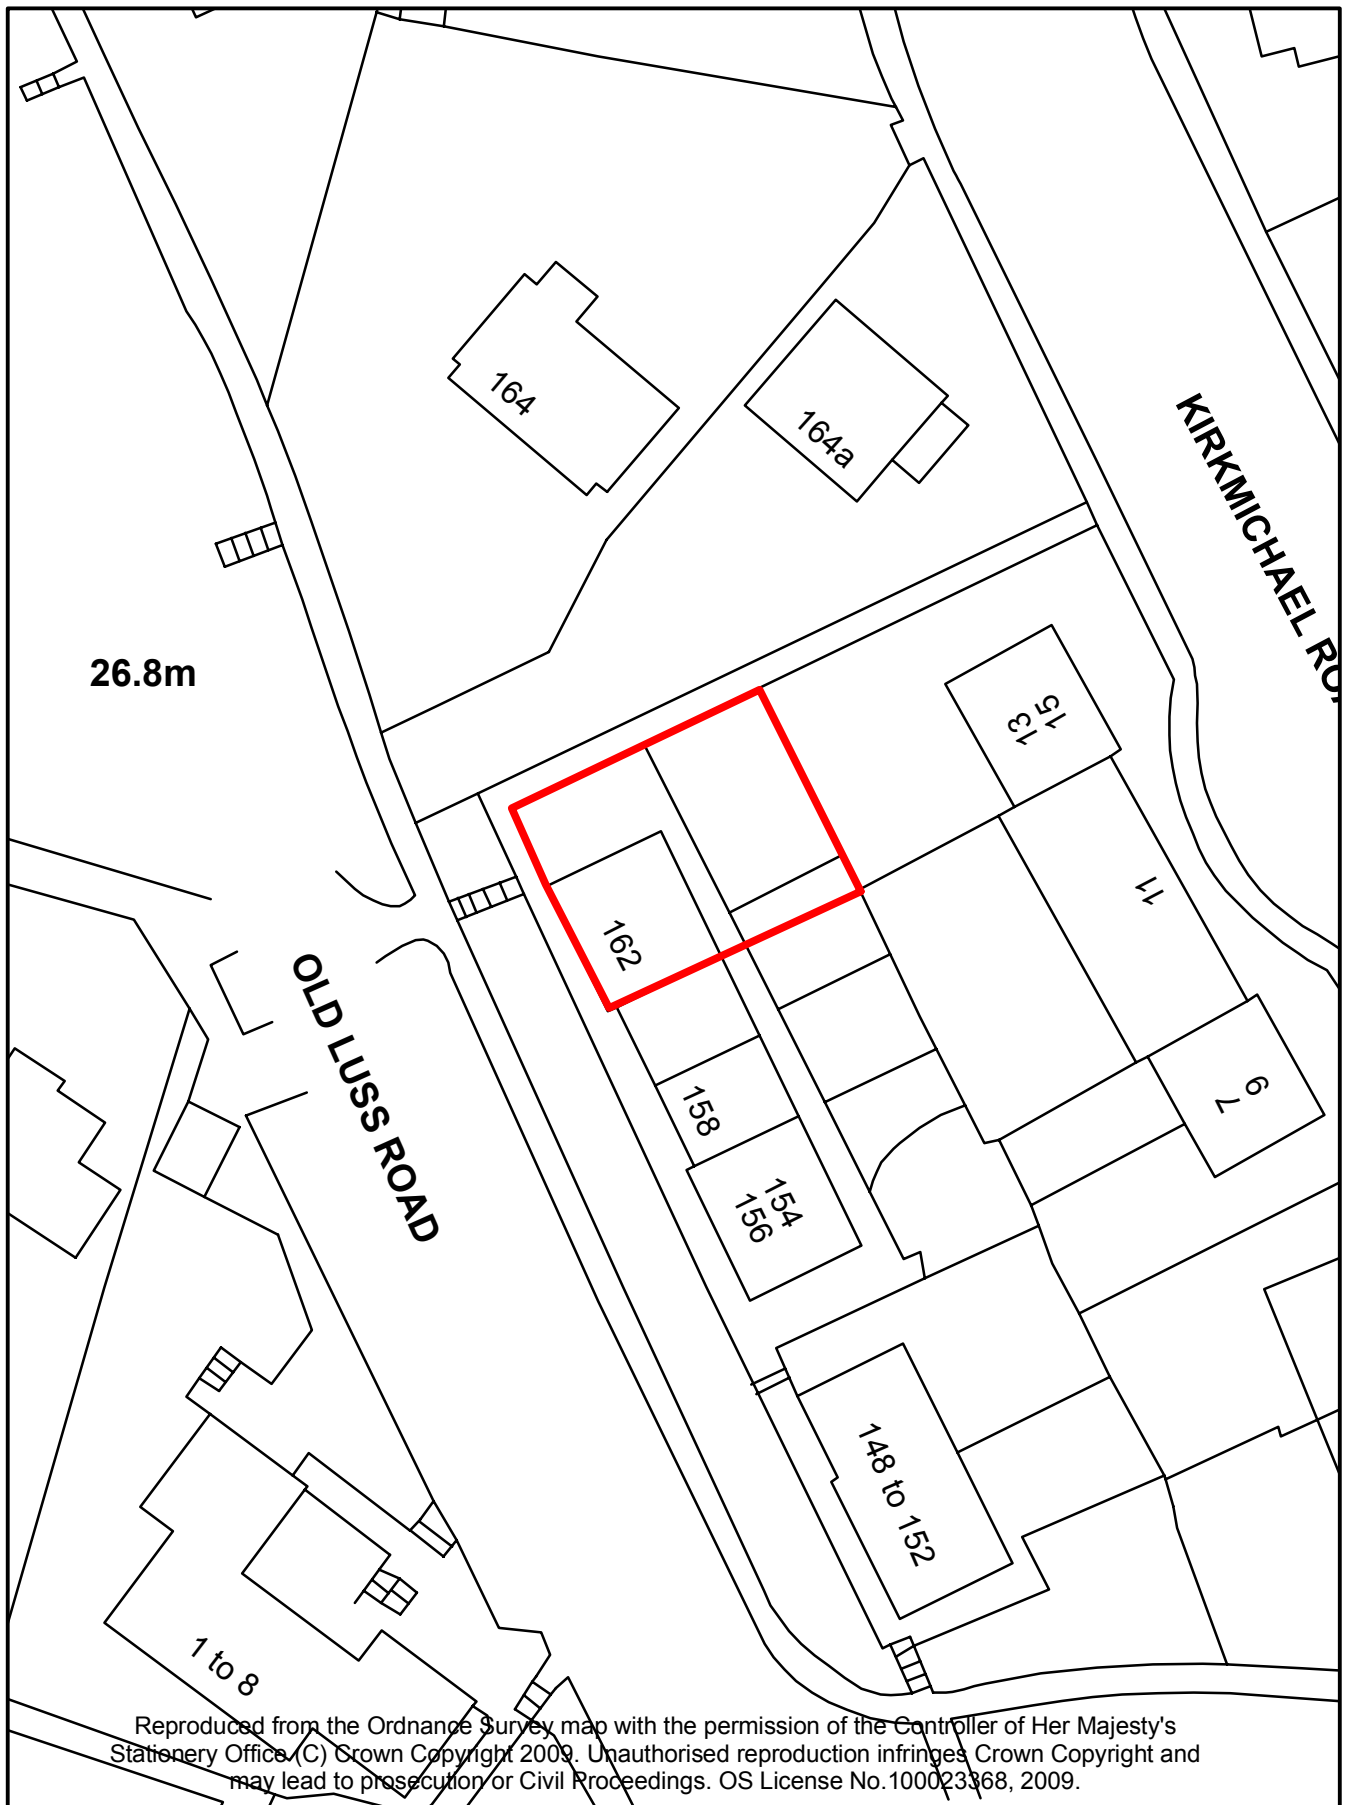 164
164a
KIRKMICHAEL ROA
26.8m
15
13
11
162
OLD LUSS ROAD
9
7
158
154
156
148 to 152
1 to 8
Reproduced from the Ordnance Survey map with the permission of the Controller of Her Majesty's
Stationery Office (C) Crown Copyright 2009. Unauthorised reproduction infringes Crown Copyright and
may lead to prosecution or Civil Proceedings. OS License No.100023368, 2009.